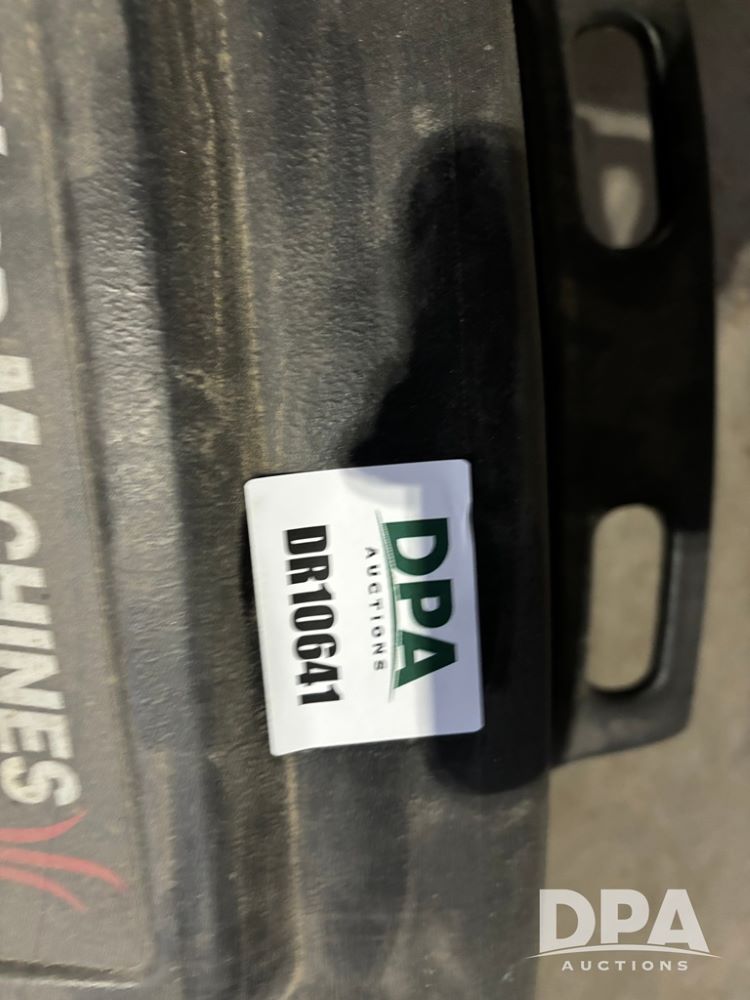 DPA
AUCTIONS
DR10641
MACHINES
DPA
AUCTIONS